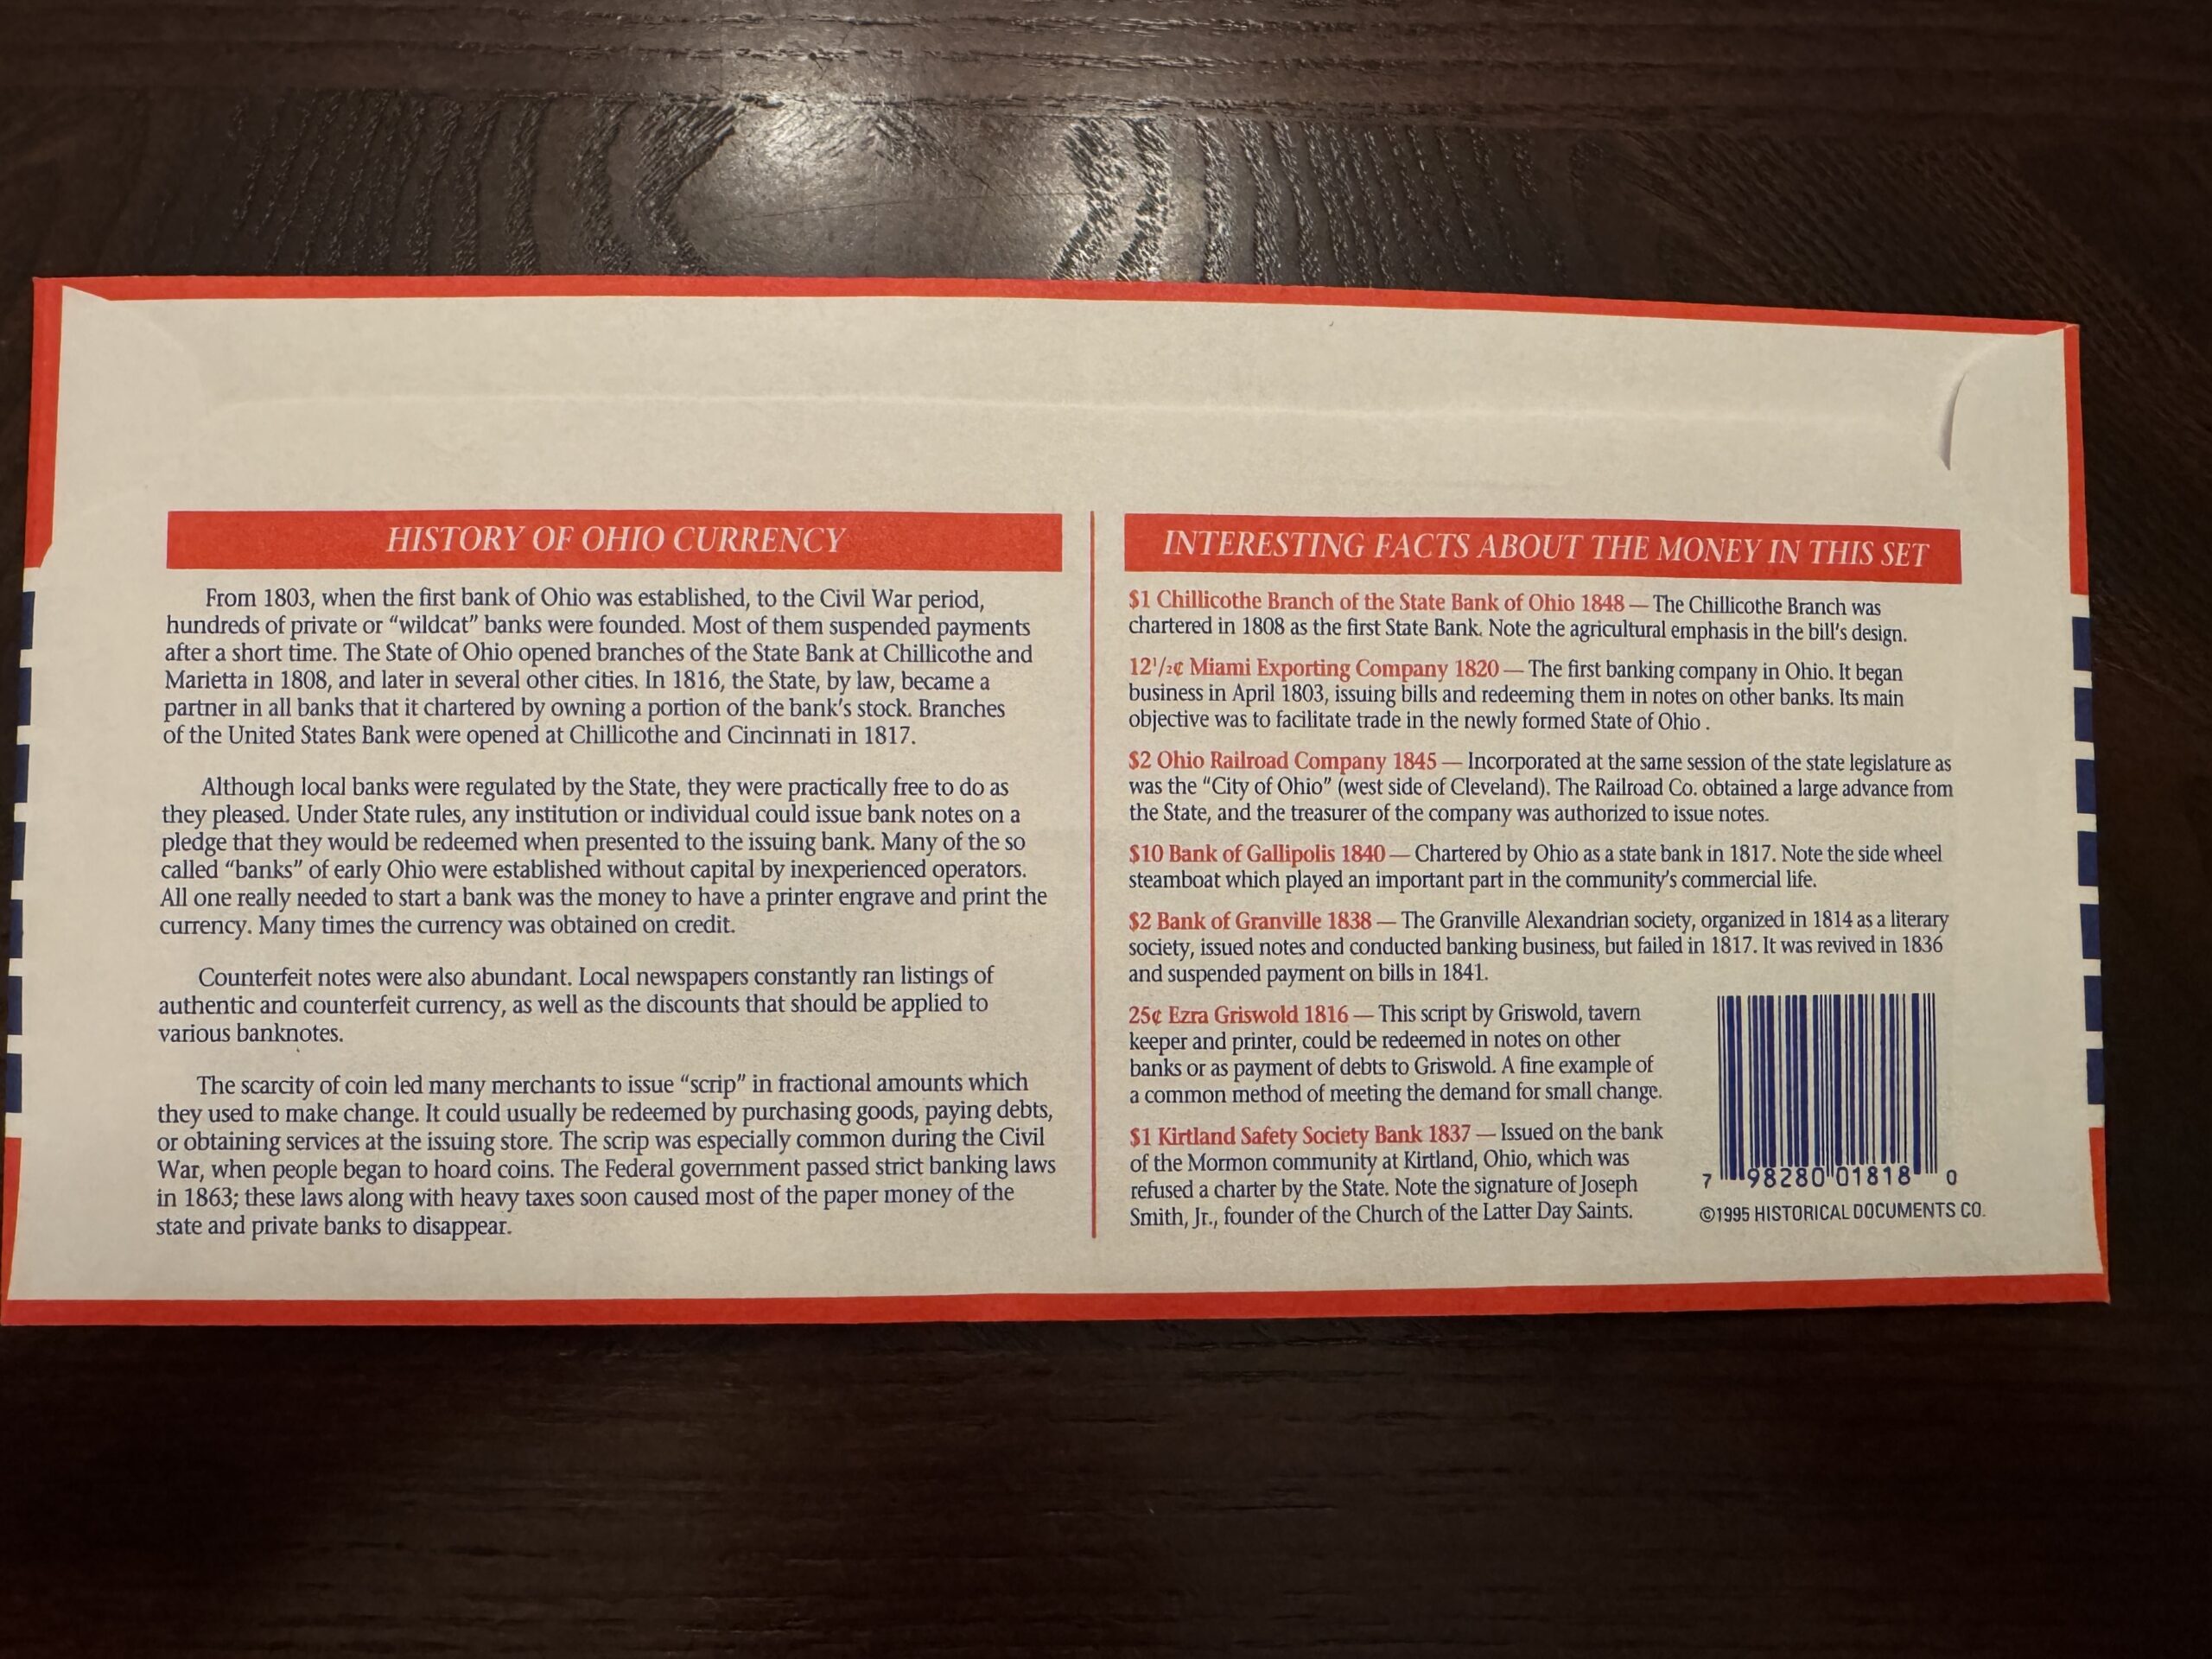 HISTORY OF OHIO CURRENCY
From 1803, when the first bank of Ohio was established, to the Civil War period,
hundreds of private or “wildcat” banks were founded. Most of them suspended payments
after a short time. The State of Ohio opened branches of the State Bank at Chillicothe and
Marietta in 1808, and later in several other cities. In 1816, the State, by law, became a
partner in all banks that it chartered by owning a portion of the bank's stock. Branches
of the United States Bank were opened at Chillicothe and Cincinnati in 1817.
Although local banks were regulated by the State, they were practically free to do as
they pleased. Under State rules, any institution or individual could issue bank notes on a
pledge that they would be redeemed when presented to the issuing bank. Many of the so
called “banks” of early Ohio were established without capital by inexperienced operators.
All one really needed to start a bank was the money to have a printer engrave and print the
currency. Many times the currency was obtained on credit.
Counterfeit notes were also abundant. Local newspapers constantly ran listings of
authentic and counterfeit currency, as well as the discounts that should be applied to
various banknotes.
The scarcity of coin led many merchants to issue “scrip” in fractional amounts which
they used to make change. It could usually be redeemed by purchasing goods, paying debts,
or obtaining services at the issuing store. The scrip was especially common during the Civil
War, when people began to hoard coins. The Federal government passed strict banking laws
in 1863; these laws along with heavy taxes soon caused most of the paper money of the
state and private banks to disappear.
INTERESTING FACTS ABOUT THE MONEY IN THIS SET
$1 Chillicothe Branch of the State Bank of Ohio 1848 — The Chillicothe Branch was
chartered in 1808 as the first State Bank. Note the agricultural emphasis in the bill's design.
12 1/2¢ Miami Exporting Company 1820 — The first banking company in Ohio. It began
business in April 1803, issuing bills and redeeming them in notes on other banks. Its main
objective was to facilitate trade in the newly formed State of Ohio .
$2 Ohio Railroad Company 1845 — Incorporated at the same session of the state legislature as
was the “City of Ohio” (west side of Cleveland). The Railroad Co. obtained a large advance from
the State, and the treasurer of the company was authorized to issue notes.
$10 Bank of Gallipolis 1840 — Chartered by Ohio as a state bank in 1817. Note the side wheel
steamboat which played an important part in the community's commercial life.
$2 Bank of Granville 1838 — The Granville Alexandrian society, organized in 1814 as a literary
society, issued notes and conducted banking business, but failed in 1817. It was revived in 1836
and suspended payment on bills in 1841.
25¢ Ezra Griswold 1816 — This script by Griswold, tavern
keeper and printer, could be redeemed in notes on other
banks or as payment of debts to Griswold. A fine example of
a common method of meeting the demand for small change.
$1 Kirtland Safety Society Bank 1837 — Issued on the bank
of the Mormon community at Kirtland, Ohio, which was
refused a charter by the State. Note the signature of Joseph
Smith, Jr., founder of the Church of the Latter Day Saints.
7 98280 01818 0
©1995 HISTORICAL DOCUMENTS CO.